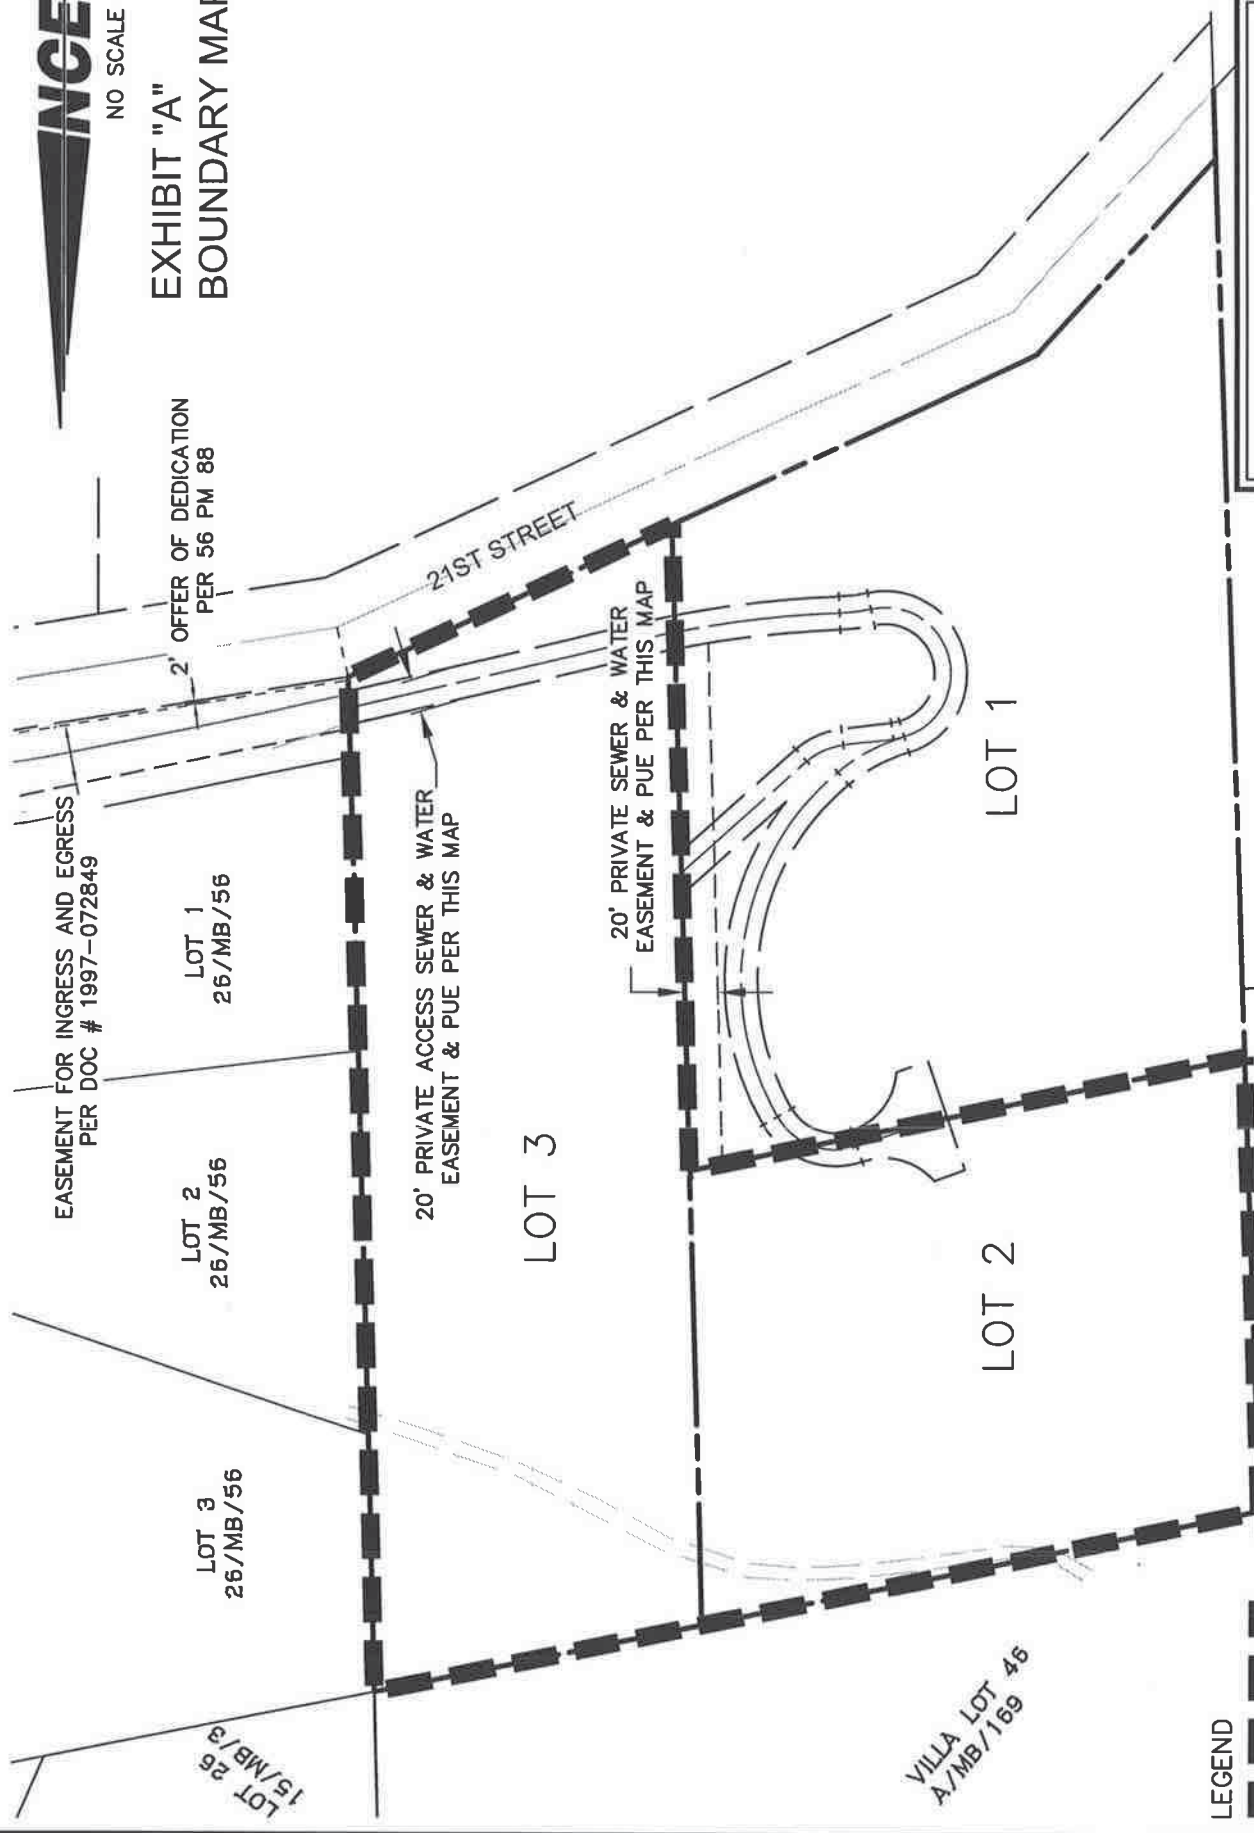 NCE
NO SCALE
EXHIBIT "A"
BOUNDARY MAP
2' OFFER OF DEDICATION
PER 56 PM 88
21ST STREET
EASEMENT FOR INGRESS AND EGRESS
PER DOC # 1997-072849
LOT 1
26/MB/56
LOT 2
26/MB/56
LOT 3
26/MB/56
LOT 26
15/MB/3
20' PRIVATE ACCESS SEWER & WATER
EASEMENT & PUE PER THIS MAP
20' PRIVATE SEWER & WATER
EASEMENT & PUE PER THIS MAP
LOT 3
LOT 1
LOT 2
VILLA LOT 46
A/MB/169
LEGEND